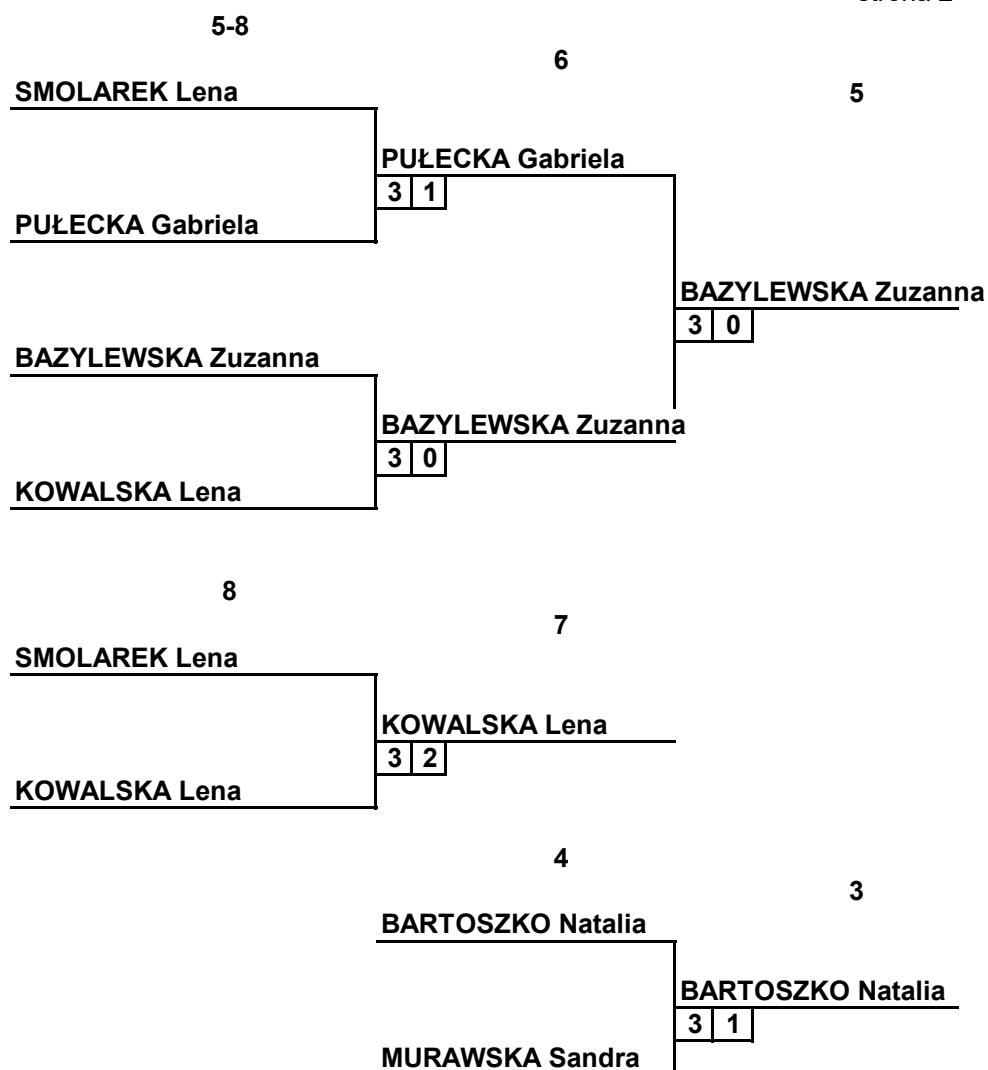 5-8
6
SMOLAREK Lena
5
PUŁECKA Gabriela
3 1
PUŁECKA Gabriela
BAZYLEWSKA Zuzanna
3 0
BAZYLEWSKA Zuzanna
BAZYLEWSKA Zuzanna
3 0
KOWALSKA Lena
8
7
SMOLAREK Lena
KOWALSKA Lena
3 2
KOWALSKA Lena
4
3
BARTOSZKO Natalia
BARTOSZKO Natalia
3 1
MURAWSKA Sandra